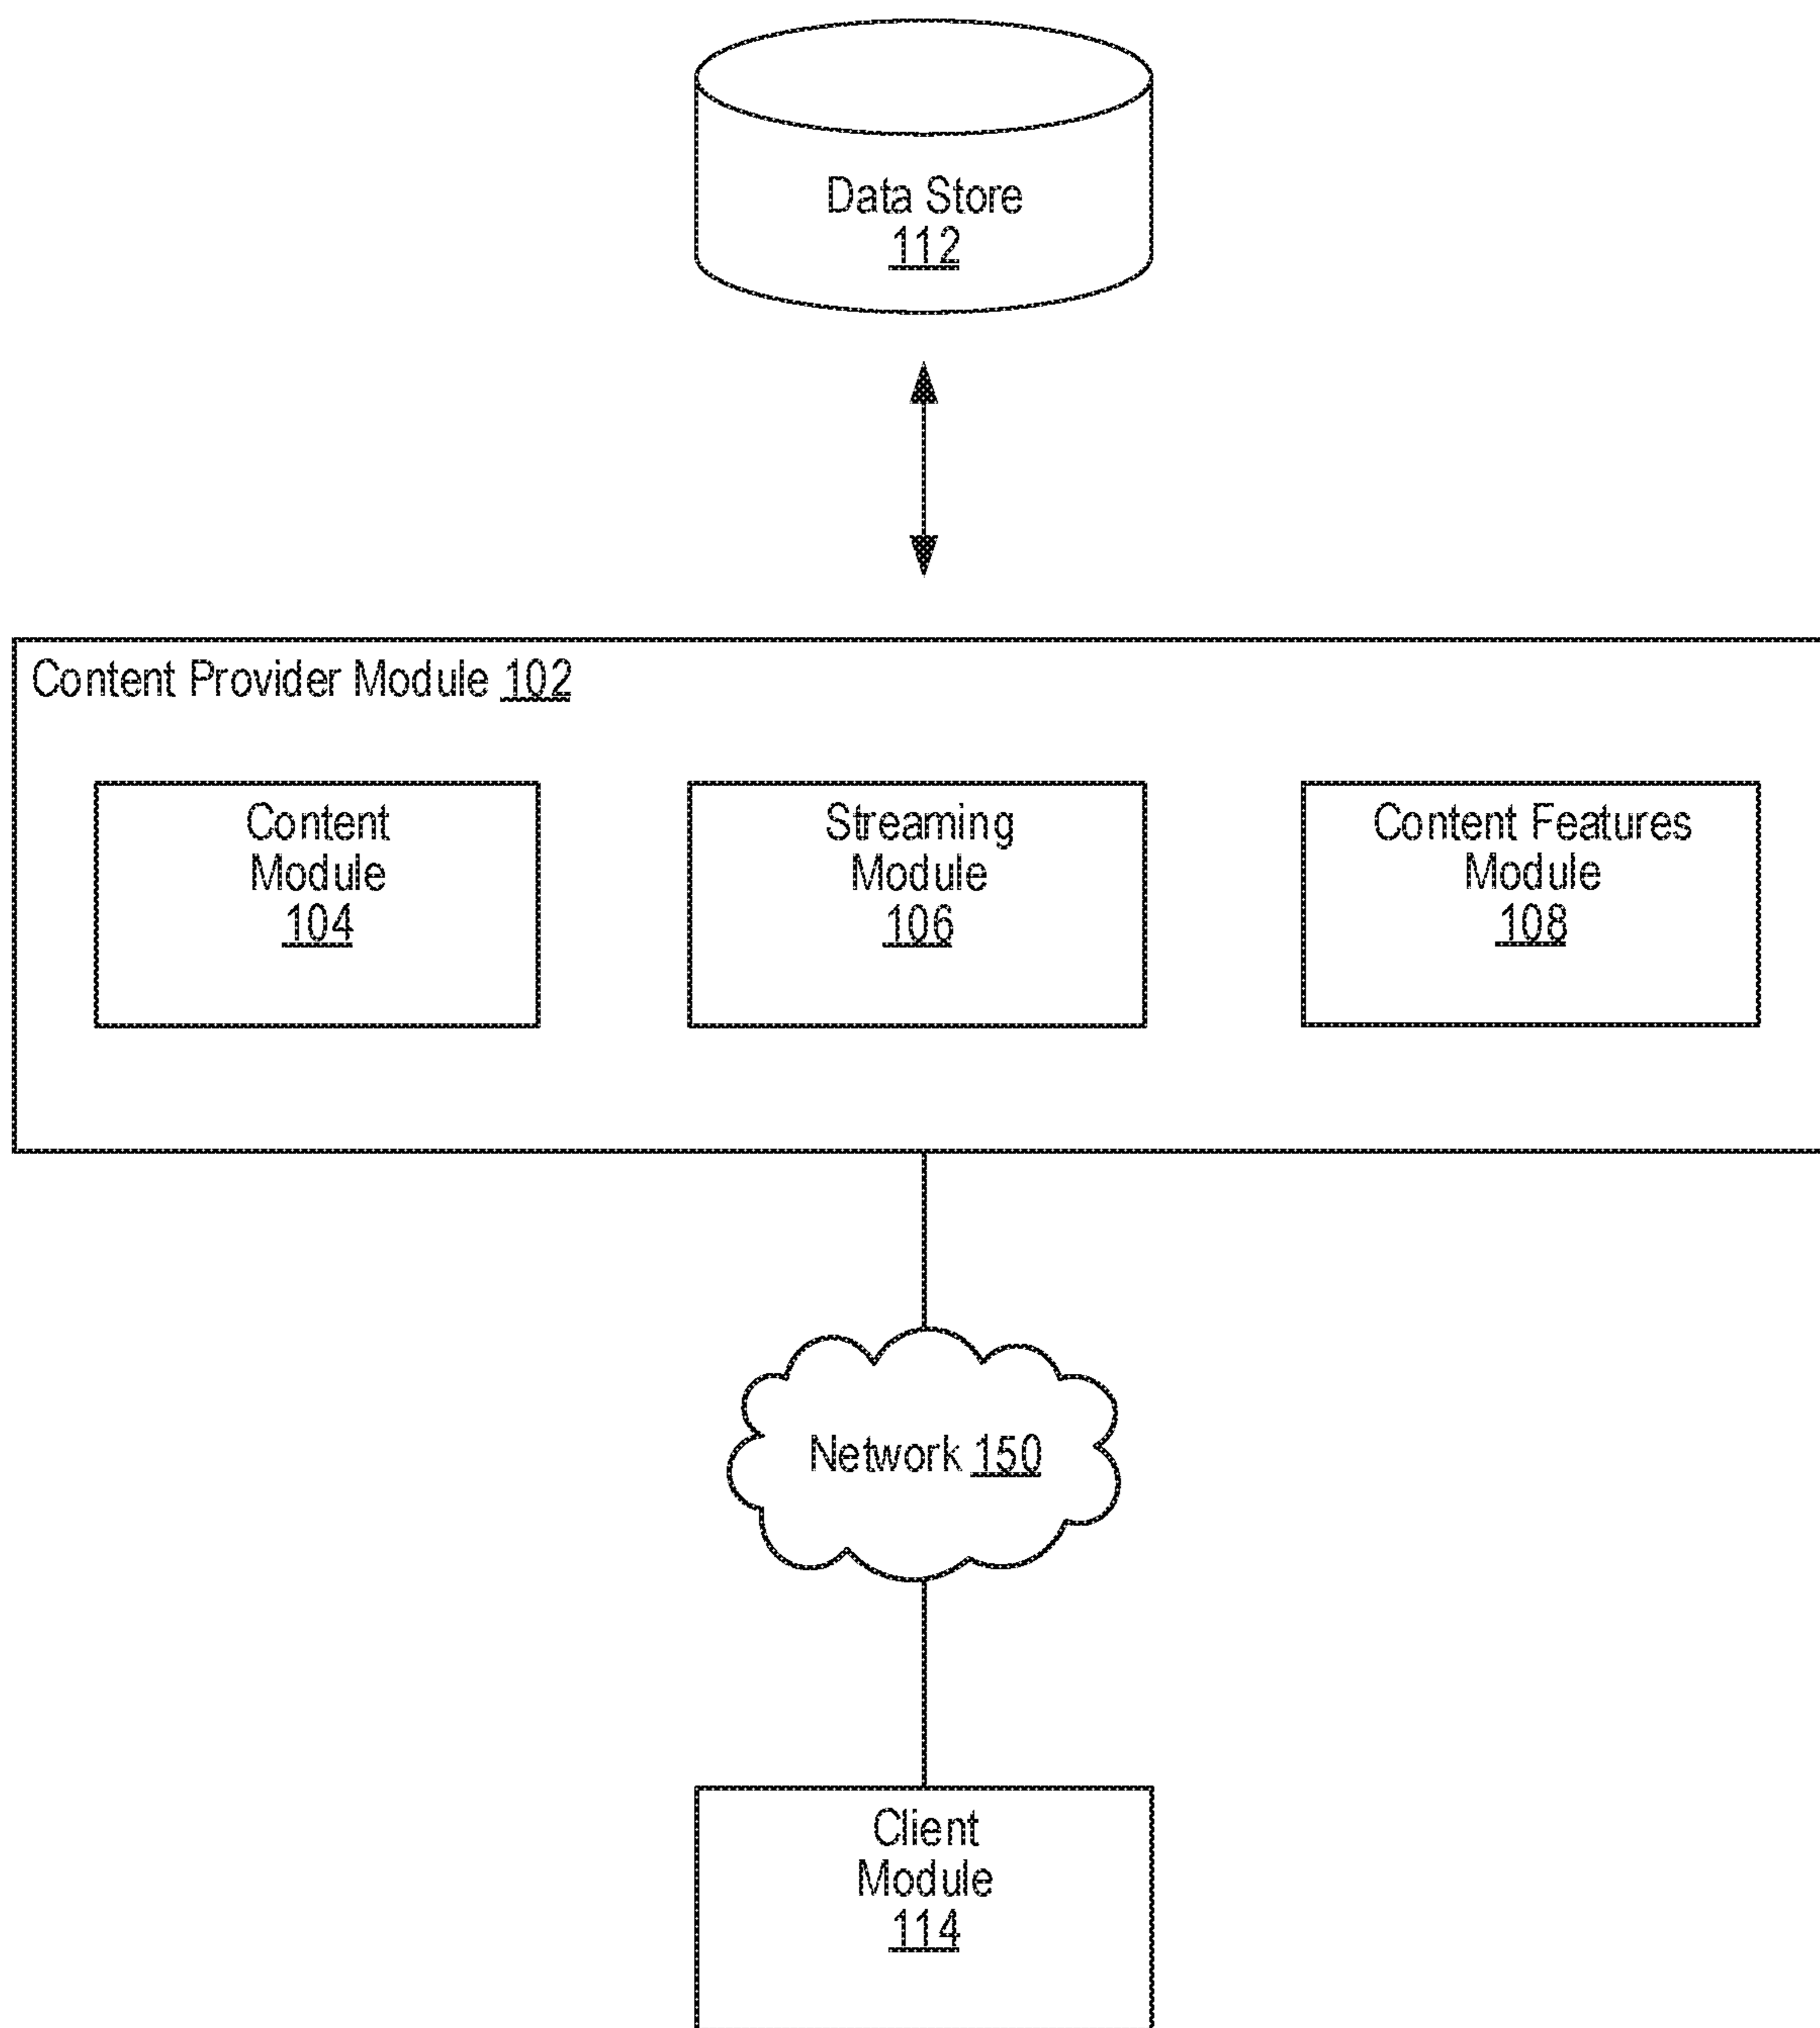 Data Store
112
Content Provider Module 102
Content
Module
104
Streaming
Module
106
Content Features
Module
108
Network 150
Client
Module
114